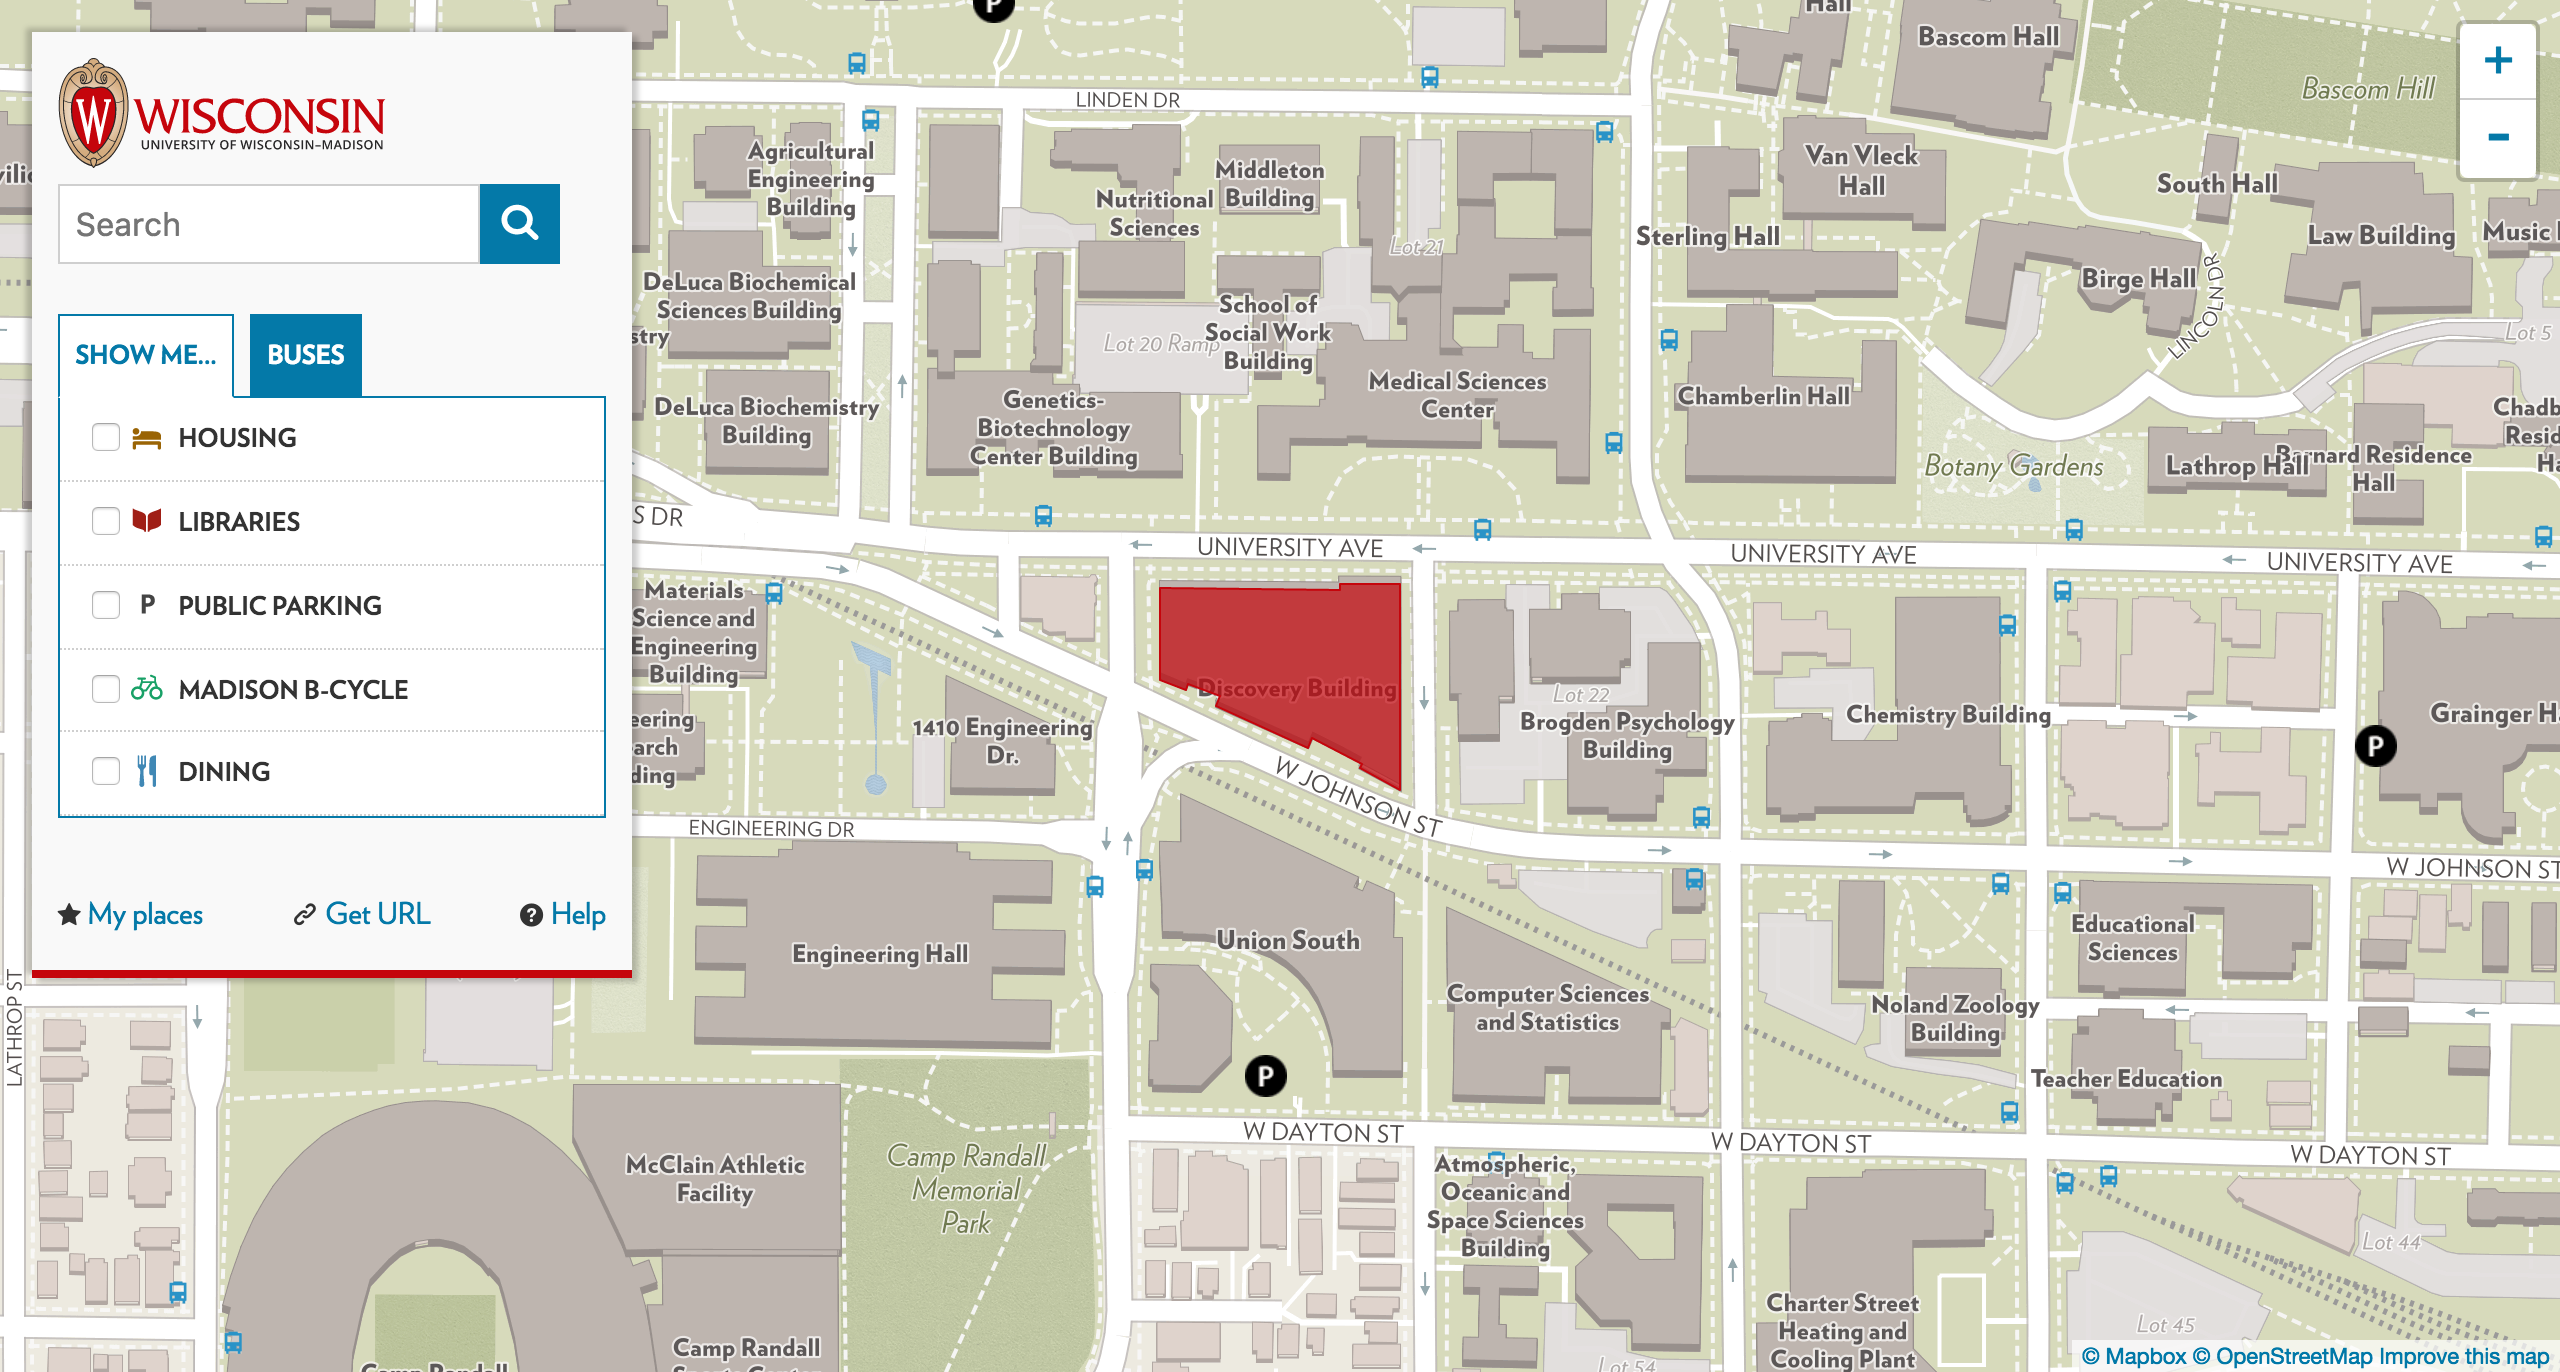 WISCONSIN
UNIVERSITY OF WISCONSIN–MADISON
Search
SHOW ME...
BUSES
HOUSING
LIBRARIES
P PUBLIC PARKING
MADISON B-CYCLE
DINING
My places
Get URL
Help
LINDEN DR
Hall
Bascom Hall
Bascom Hill
+
-
Agricultural
Engineering
Building
Nutritional
Sciences
Middleton
Building
Lot 21
Van Vleck
Hall
Sterling Hall
South Hall
Law Building
Music
Birge Hall
LINCOLN DR
Lot 5
DeLuca Biochemical
Sciences Building
Lot 20 Ramp
School of
Social Work
Building
DeLuca Biochemistry
Building
Genetics-
Biotechnology
Center Building
Medical Sciences
Center
Chamberlin Hall
Botany Gardens
Lathrop Hall
Barnard Residence
Hall
S DR
UNIVERSITY AVE
UNIVERSITY AVE
UNIVERSITY AVE
Materials
Science and
Engineering
Building
Discovery Building
1410 Engineering
Dr.
Lot 22
Brogden Psychology
Building
Chemistry Building
Grainger H
P
ENGINEERING DR
W JOHNSON ST
W JOHNSON ST
Engineering Hall
Union South
P
Computer Sciences
and Statistics
Educational
Sciences
Noland Zoology
Building
Teacher Education
LATHROP ST
W DAYTON ST
W DAYTON ST
W DAYTON ST
McClain Athletic
Facility
Camp Randall
Memorial
Park
Atmospheric,
Oceanic and
Space Sciences
Building
Lot 44
Lot 45
Charter Street
Heating and
Cooling Plant
Camp Randall
Camp Randall
Lot 54
© Mapbox © OpenStreetMap Improve this map